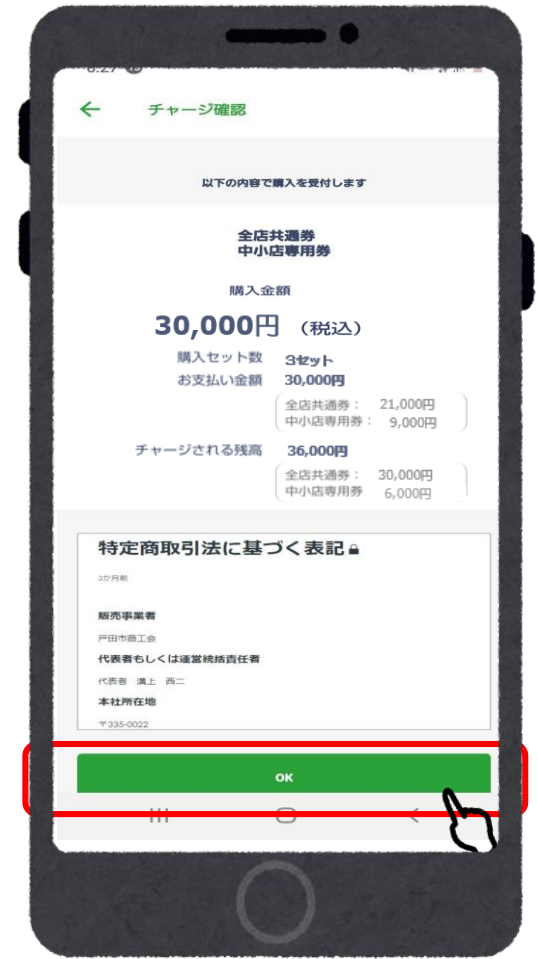 チャージ確認
以下の内容で購入を受付します
全店共通券
中小店専用券
購入金額
30,000円 (税込)
購入セット数 3セット
お支払い金額 30,000円
全店共通券: 21,000円
中小店専用券: 9,000円
チャージされる残高 36,000円
全店共通券: 30,000円
中小店専用券 6,000円
特定商取引法に基づく表記
3か月前
販売事業者
戸田市商工会
代表者もしくは運営統括責任者
代表者 溝上 西二
本社所在地
〒335-0022
OK